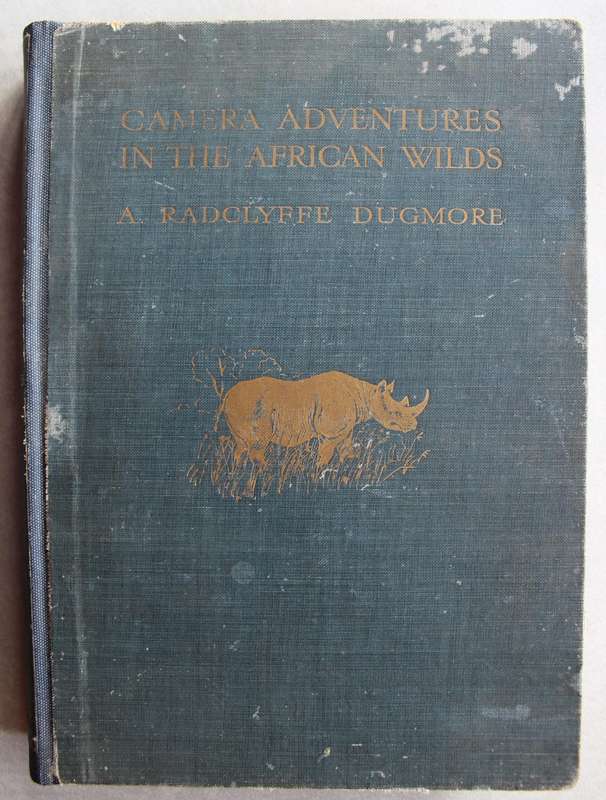 CAMERA ADVENTURES
IN THE AFRICAN WILDS
A. RADCLYFFE DUGMORE